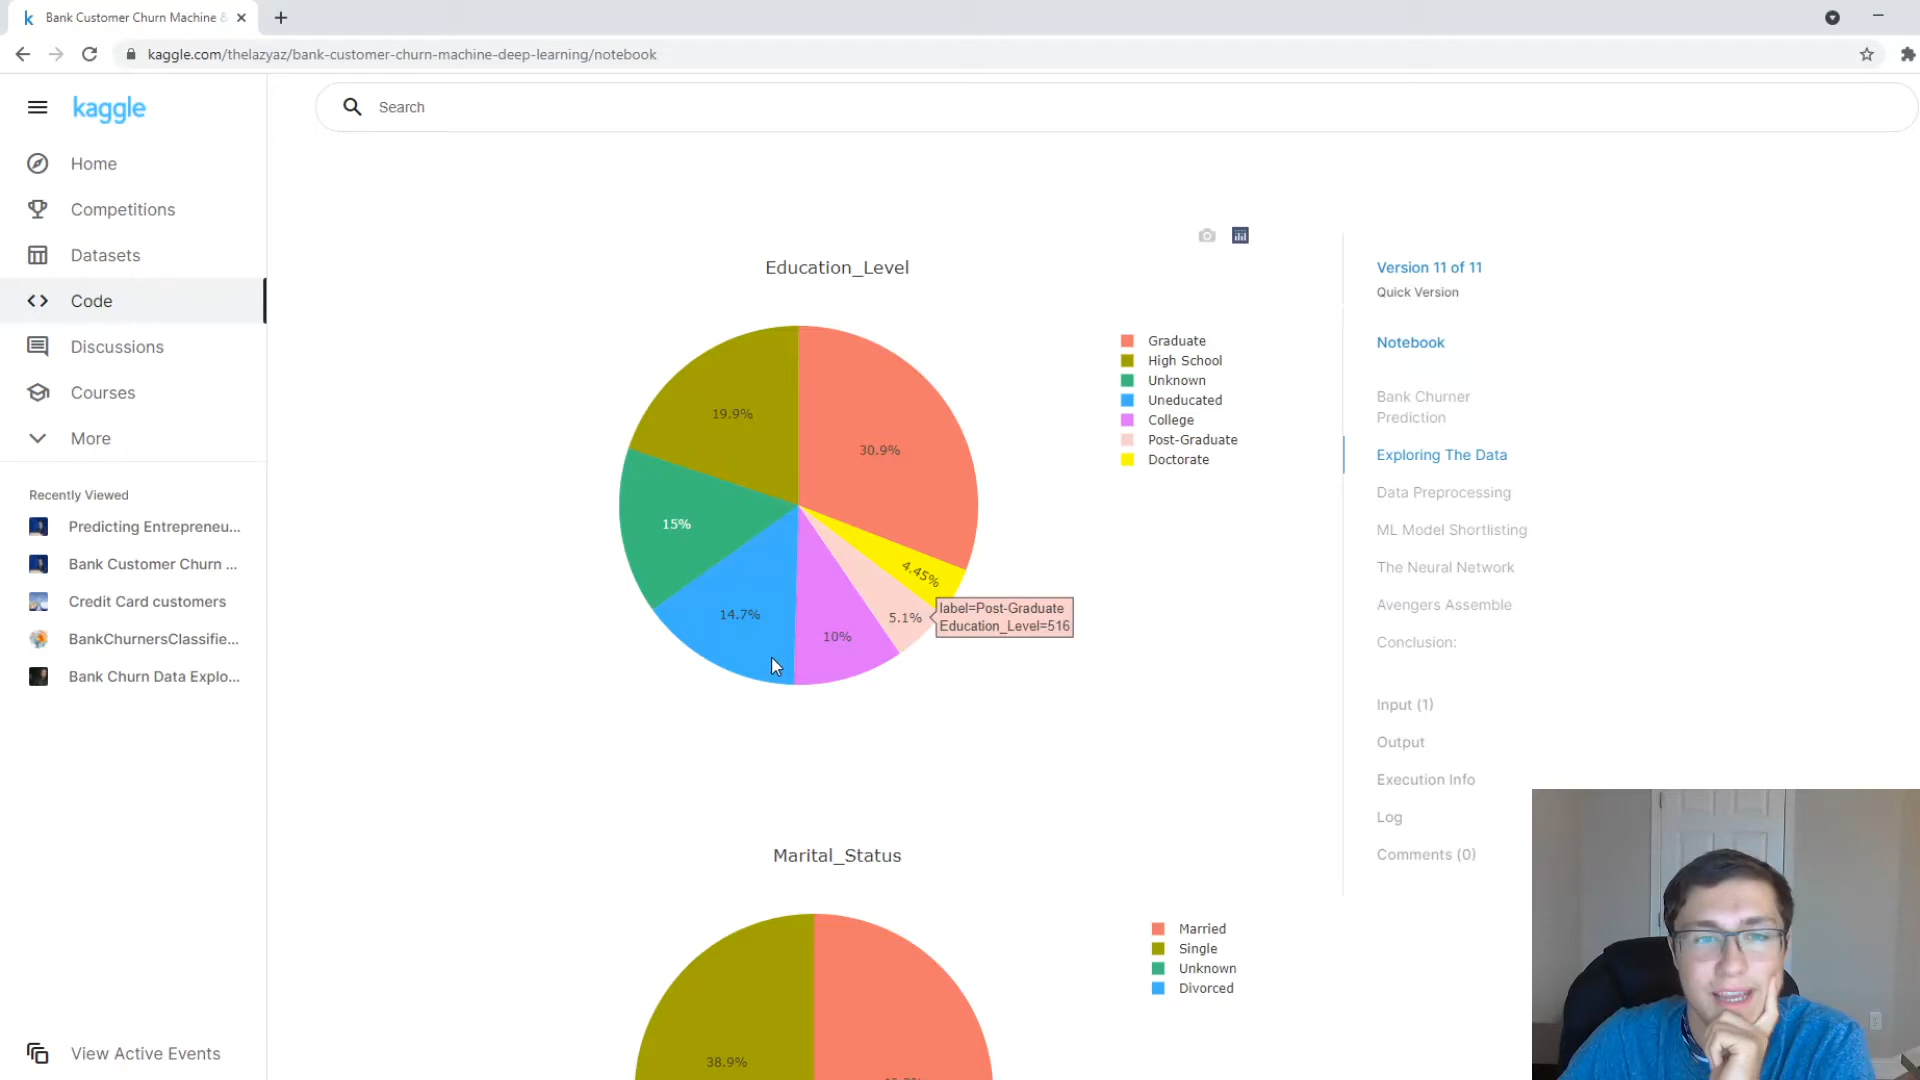 Bank Customer Churn Machine &
kaggle.com/thelazyaz/bank-customer-churn-machine-deep-learning/notebook
kaggle
Search
Home
Competitions
Datasets
Code
Discussions
Courses
More
Recently Viewed
Predicting Entrepreneu...
Bank Customer Churn ...
Credit Card customers
BankChurnersClassifie...
Bank Churn Data Explo...
View Active Events
Education_Level
19.9%
30.9%
15%
4.45%
14.7%
10%
5.1%
label=Post-Graduate
Education_Level=516
Graduate
High School
Unknown
Uneducated
College
Post-Graduate
Doctorate
Marital_Status
38.9%
Married
Single
Unknown
Divorced
Version 11 of 11
Quick Version
Notebook
Bank Churner
Prediction
Exploring The Data
Data Preprocessing
ML Model Shortlisting
The Neural Network
Avengers Assemble
Conclusion:
Input (1)
Output
Execution Info
Log
Comments (0)